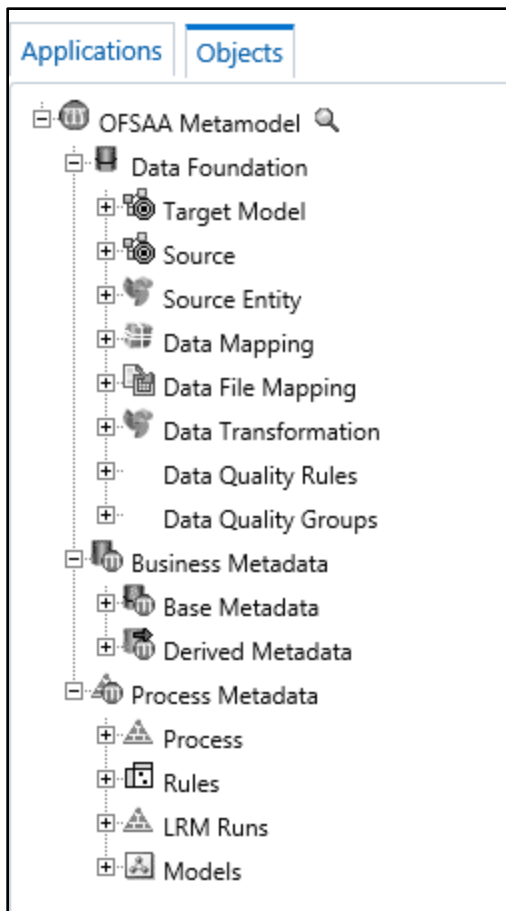 Applications Objects
OFSAA Metamodel
Data Foundation
Target Model
Source
Source Entity
Data Mapping
Data File Mapping
Data Transformation
Data Quality Rules
Data Quality Groups
Business Metadata
Base Metadata
Derived Metadata
Process Metadata
Process
Rules
LRM Runs
Models